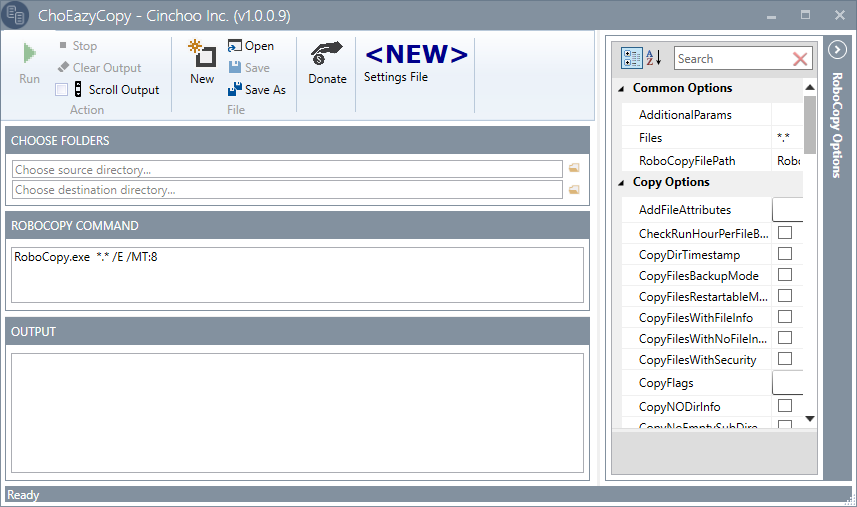 ChoEazyCopy - Cinchoo Inc. (v1.0.0.9)
Run
Stop
Clear Output
Scroll Output
Action
New
Open
Save
Save As
File
Donate
<NEW>
Settings File
CHOOSE FOLDERS
Choose source directory...
Choose destination directory...
ROBOCOPY COMMAND
RoboCopy.exe  *.* /E /MT:8
OUTPUT
Ready
A
Z
Search
Common Options
AdditionalParams
Files *.*
RoboCopyFilePath Robo
Copy Options
AddFileAttributes
CheckRunHourPerFileB...
CopyDirTimestamp
CopyFilesBackupMode
CopyFilesRestartableM...
CopyFilesWithFileInfo
CopyFilesWithNoFileIn...
CopyFilesWithSecurity
CopyFlags
CopyNODirInfo
CopyNoEmptySubDire...
RoboCopy Options